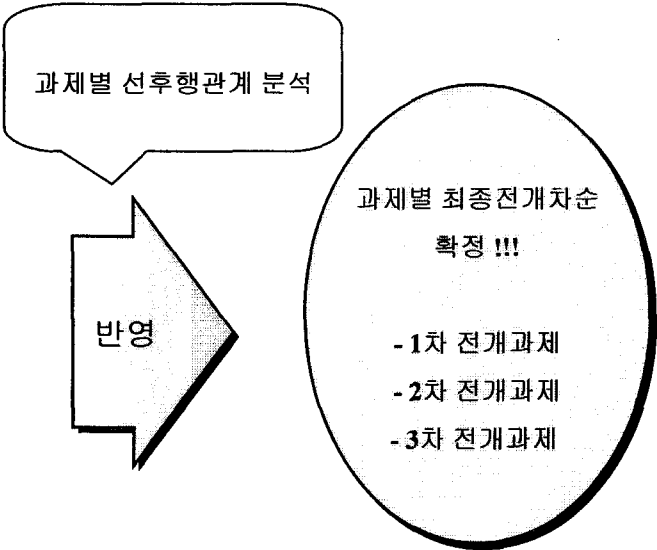 과제별 선후행관계 분석
반영
과제별 최종전개차순
확정 !!!
- 1차 전개과제
- 2차 전개과제
- 3차 전개과제